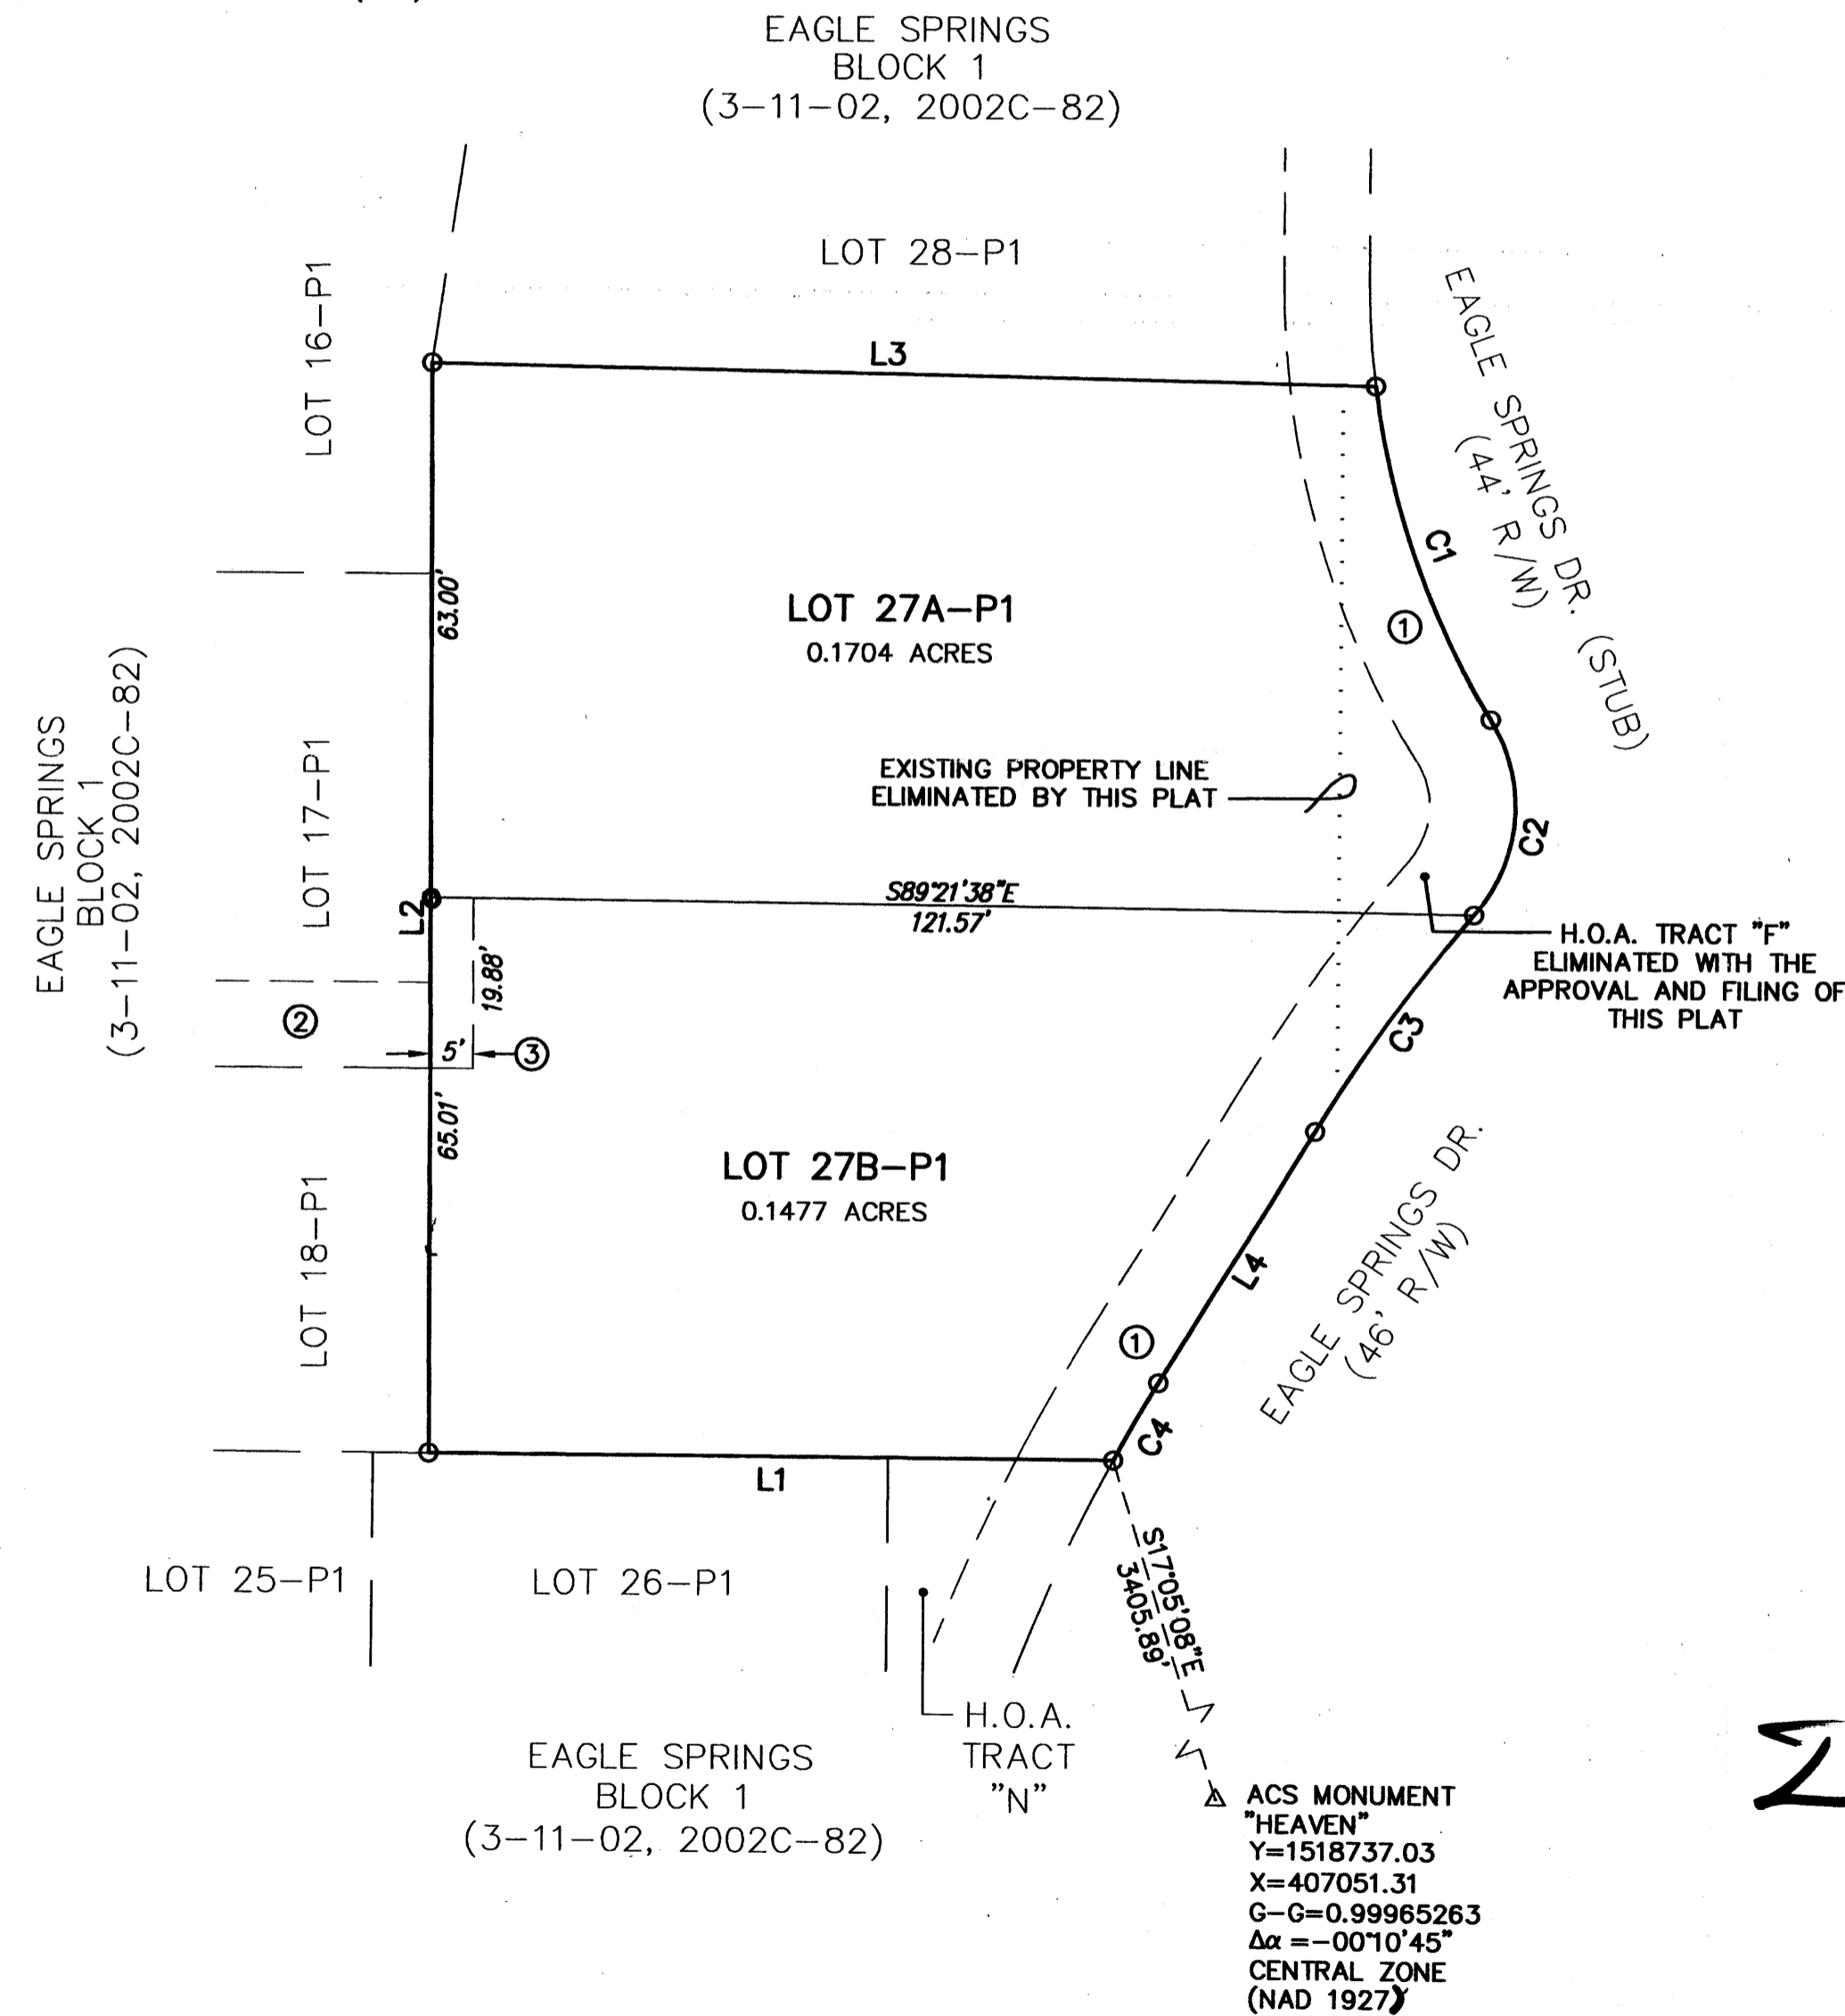 EAGLE SPRINGS
BLOCK 1
(3-11-02, 2002C-82)
LOT 28-P1
LOT 16-P1
L3
EAGLE SPRINGS DR. (STUB)
(44' R/W)
C1
63.00'
LOT 27A-P1
0.1704 ACRES
1
EAGLE SPRINGS
BLOCK 1
(3-11-02, 2002C-82)
LOT 17-P1
EXISTING PROPERTY LINE
ELIMINATED BY THIS PLAT
C2
L2
S89°21'38"E
121.57'
H.O.A. TRACT "F"
ELIMINATED WITH THE
APPROVAL AND FILING OF
THIS PLAT
19.88'
2
5'
3
C3
65.01'
LOT 27B-P1
0.1477 ACRES
LOT 18-P1
EAGLE SPRINGS DR.
(46' R/W)
L4
1
C4
L1
S17°05'08"E
3405.89'
LOT 25-P1
LOT 26-P1
H.O.A.
TRACT
"N"
EAGLE SPRINGS
BLOCK 1
(3-11-02, 2002C-82)
ACS MONUMENT
"HEAVEN"
Y=1518737.03
X=407051.31
G-G=0.99965263
Δα =-00°10'45"
CENTRAL ZONE
(NAD 1927)